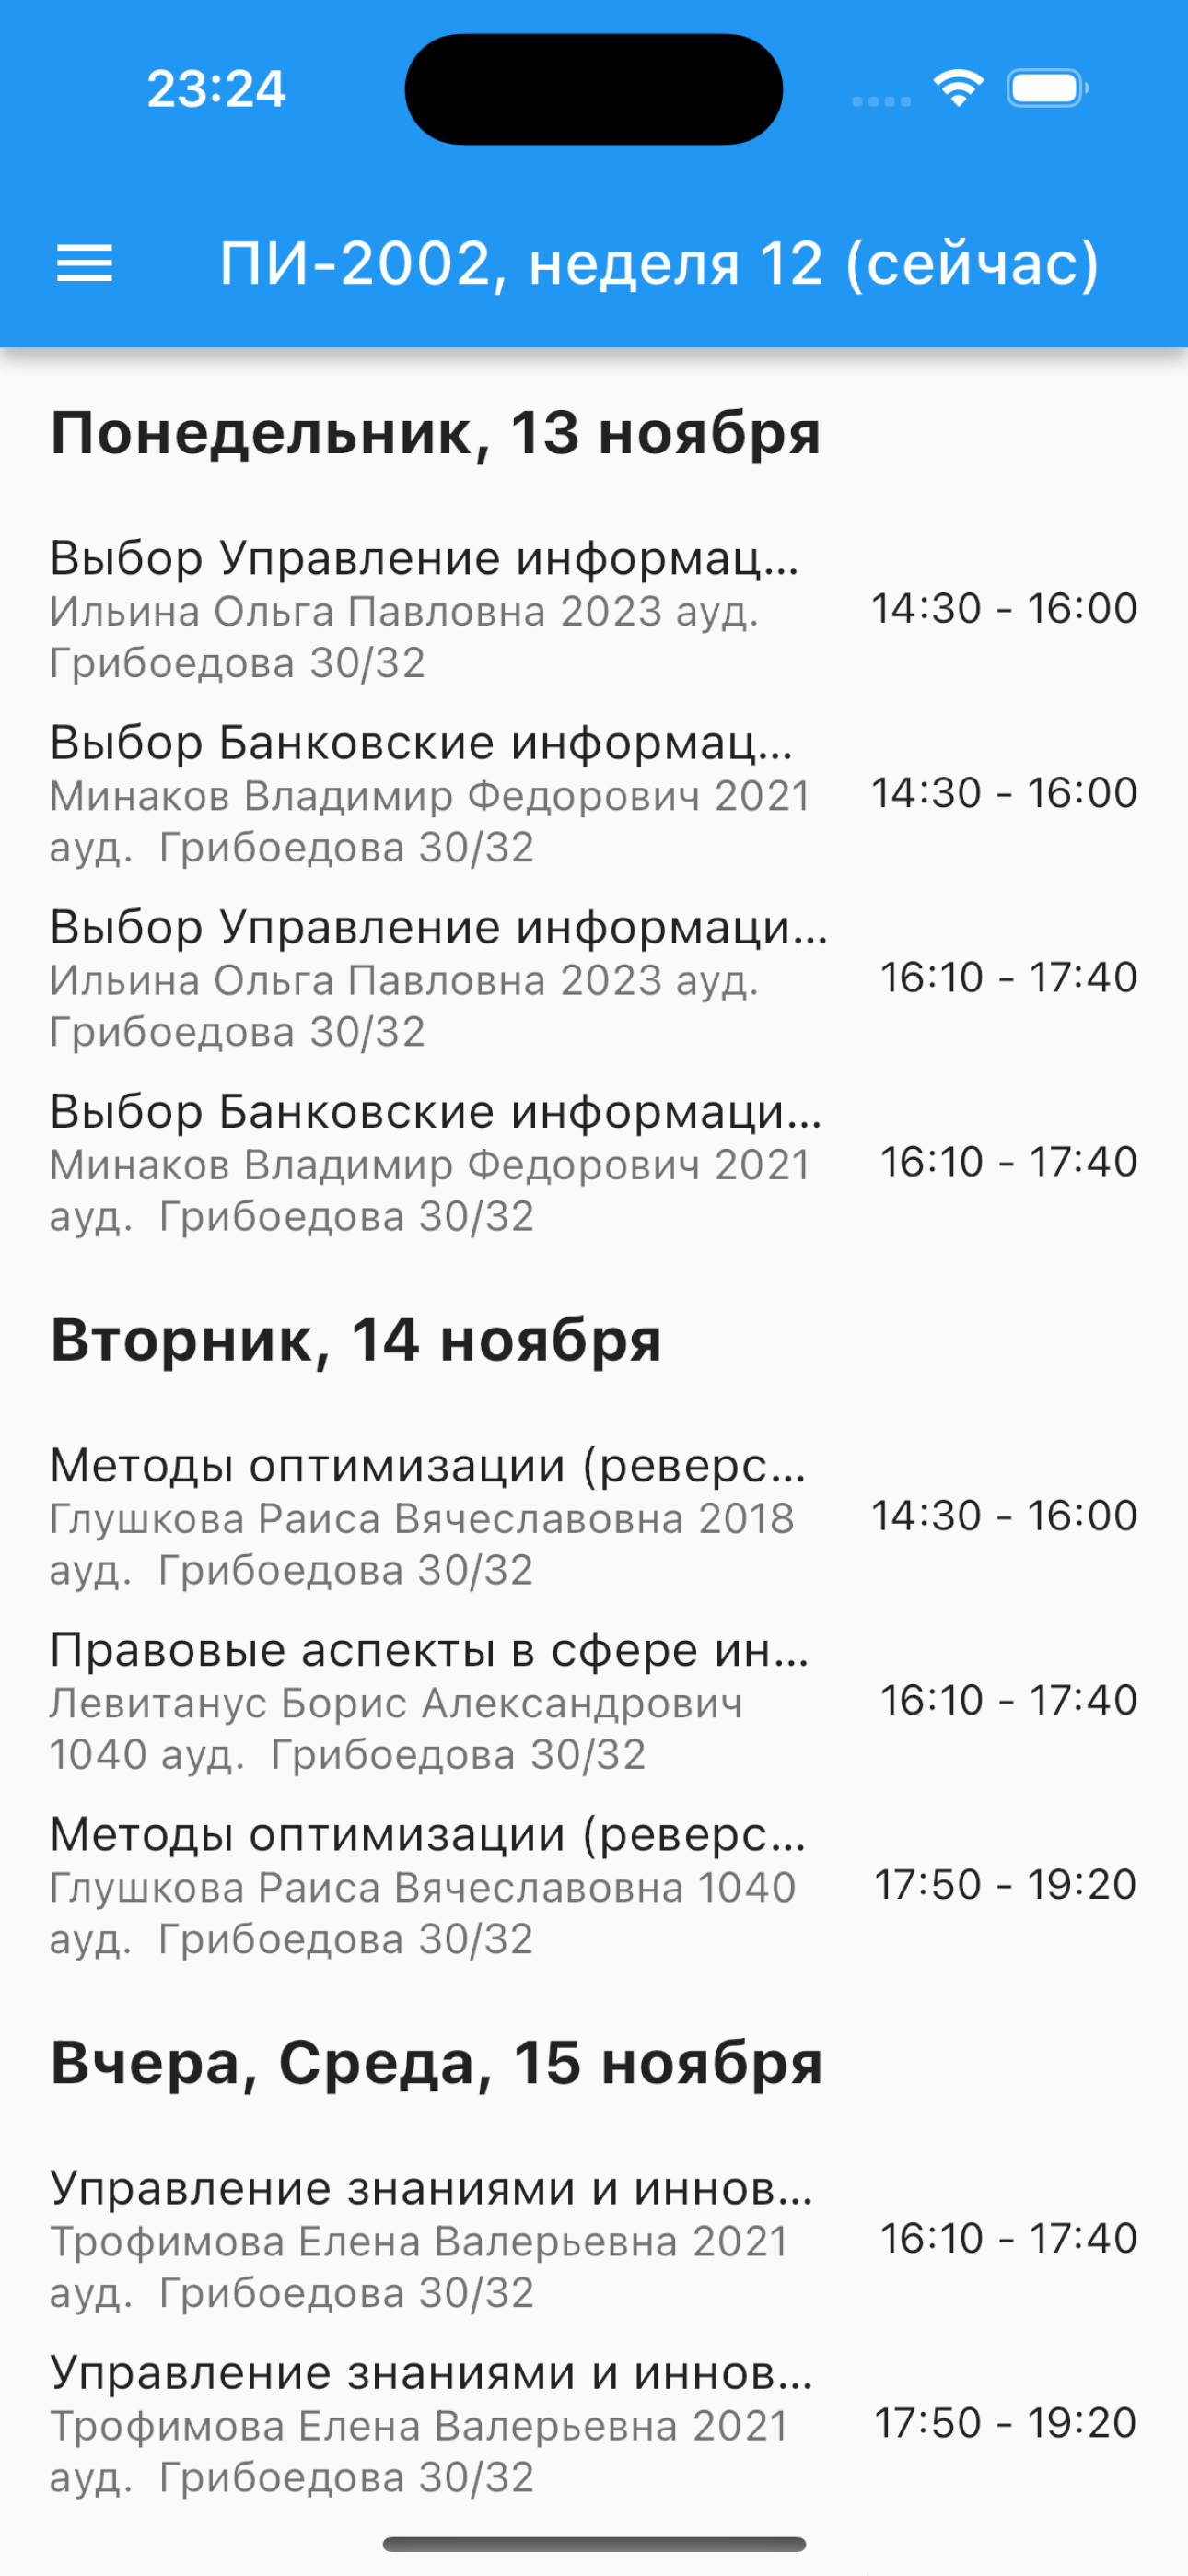 23:24
ПИ-2002, неделя 12 (сейчас)
Понедельник, 13 ноября
Выбор Управление информац...
Ильина Ольга Павловна 2023 ауд.
Грибоедова 30/32
14:30 - 16:00
Выбор Банковские информац...
Минаков Владимир Федорович 2021
ауд.  Грибоедова 30/32
14:30 - 16:00
Выбор Управление информаци...
Ильина Ольга Павловна 2023 ауд.
Грибоедова 30/32
16:10 - 17:40
Выбор Банковские информаци...
Минаков Владимир Федорович 2021
ауд.  Грибоедова 30/32
16:10 - 17:40
Вторник, 14 ноября
Методы оптимизации (реверс...
Глушкова Раиса Вячеславовна 2018
ауд.  Грибоедова 30/32
14:30 - 16:00
Правовые аспекты в сфере ин...
Левитанус Борис Александрович
1040 ауд.  Грибоедова 30/32
16:10 - 17:40
Методы оптимизации (реверс...
Глушкова Раиса Вячеславовна 1040
ауд.  Грибоедова 30/32
17:50 - 19:20
Вчера, Среда, 15 ноября
Управление знаниями и иннов...
Трофимова Елена Валерьевна 2021
ауд.  Грибоедова 30/32
16:10 - 17:40
Управление знаниями и иннов...
Трофимова Елена Валерьевна 2021
ауд.  Грибоедова 30/32
17:50 - 19:20